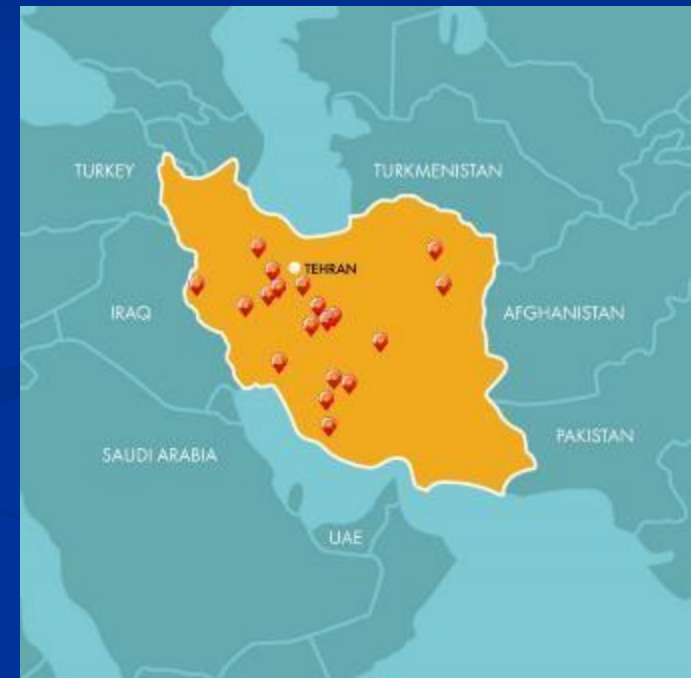 TURKEY
TURKMENISTAN
TEHRAN
IRAQ
AFGHANISTAN
PAKISTAN
SAUDI ARABIA
UAE